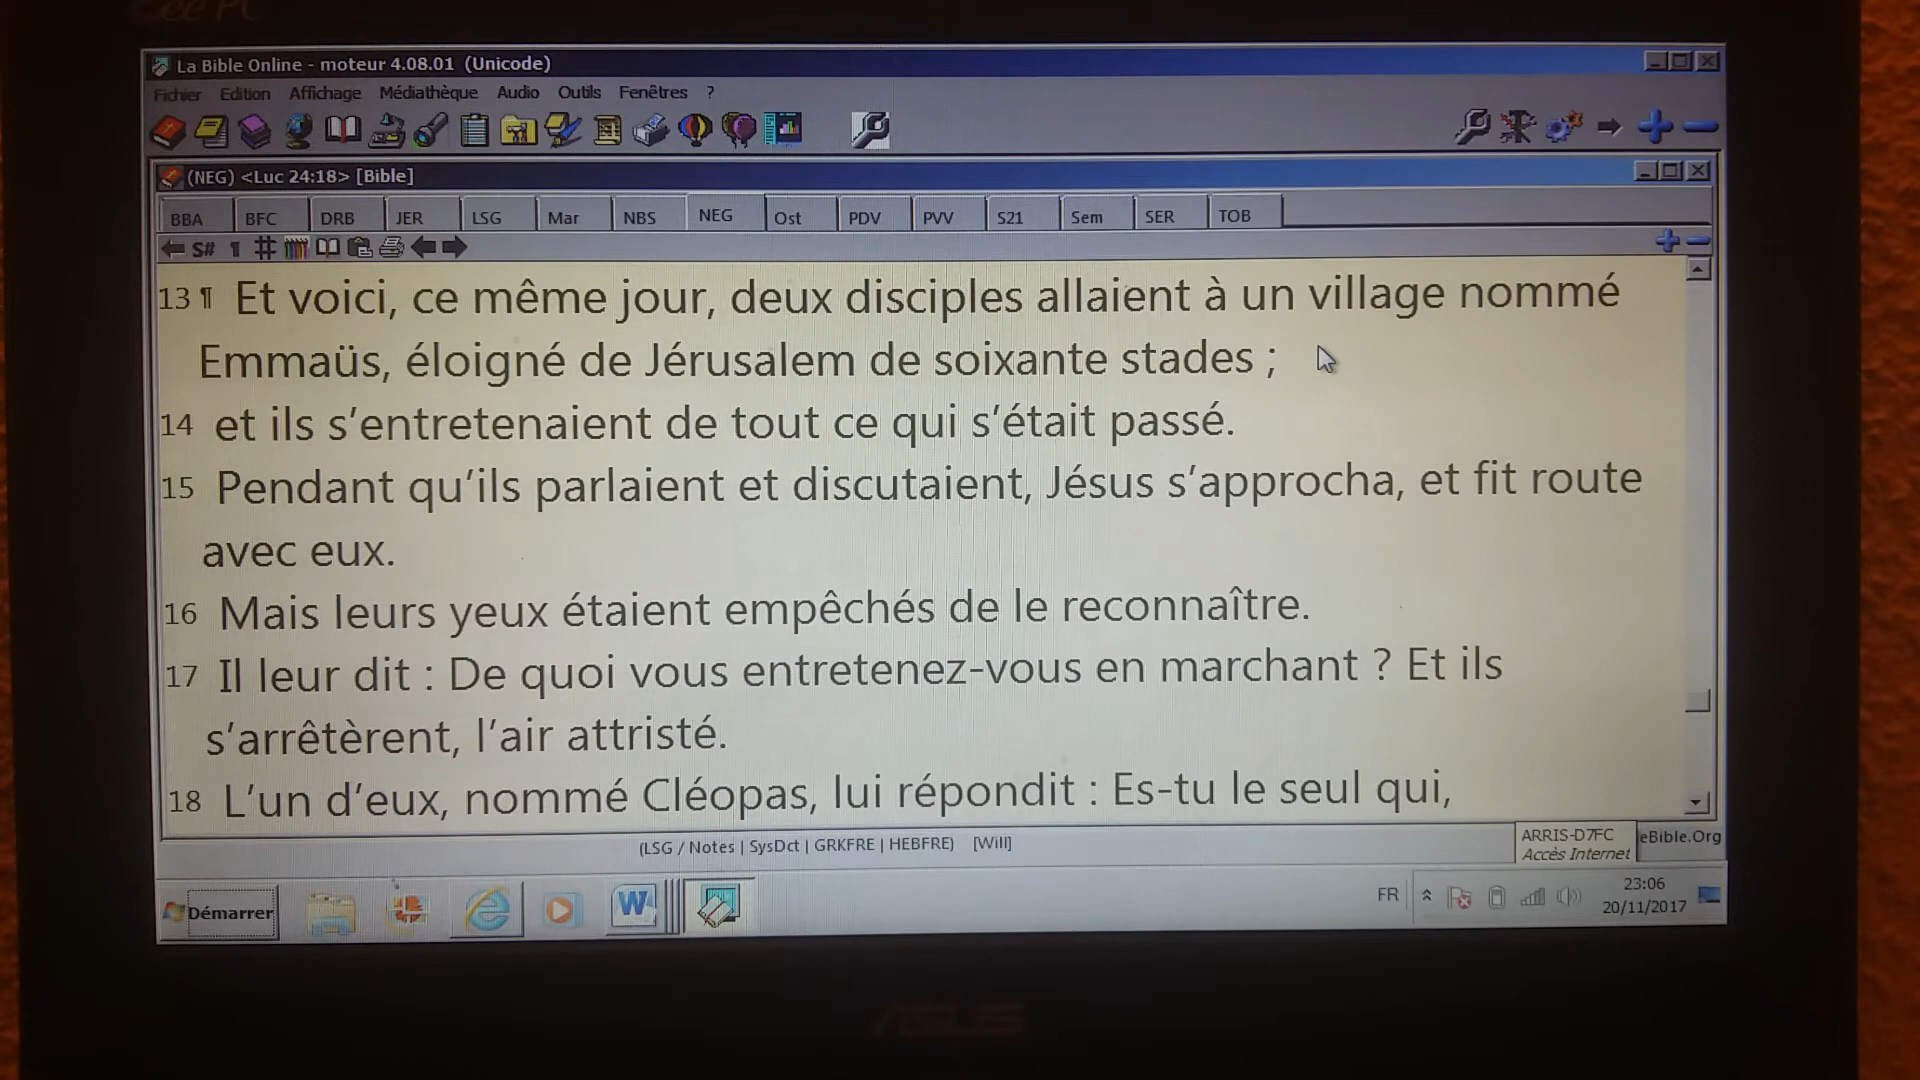 Eee PC
La Bible Online - moteur 4.08.01 (Unicode)
Fichier Edition Affichage Médiathèque Audio Outils Fenêtres ?
(NEG) <Luc 24:18> [Bible]
BBA BFC DRB JER LSG Mar NBS NEG Ost PDV PVV S21 Sem SER TOB
S# ¶ #
13 ¶ Et voici, ce même jour, deux disciples allaient à un village nommé
Emmaüs, éloigné de Jérusalem de soixante stades ;
14 et ils s’entretenaient de tout ce qui s’était passé.
15 Pendant qu’ils parlaient et discutaient, Jésus s’approcha, et fit route
avec eux.
16 Mais leurs yeux étaient empêchés de le reconnaître.
17 Il leur dit : De quoi vous entretenez-vous en marchant ? Et ils
s’arrêtèrent, l’air attristé.
18 L’un d’eux, nommé Cléopas, lui répondit : Es-tu le seul qui,
(LSG / Notes | SysDct | GRKFRE | HEBFRE) [Will]
ARRIS-D7FC
Accès Internet
eBible.Org
Démarrer
W
FR
23:06
20/11/2017
ASUS